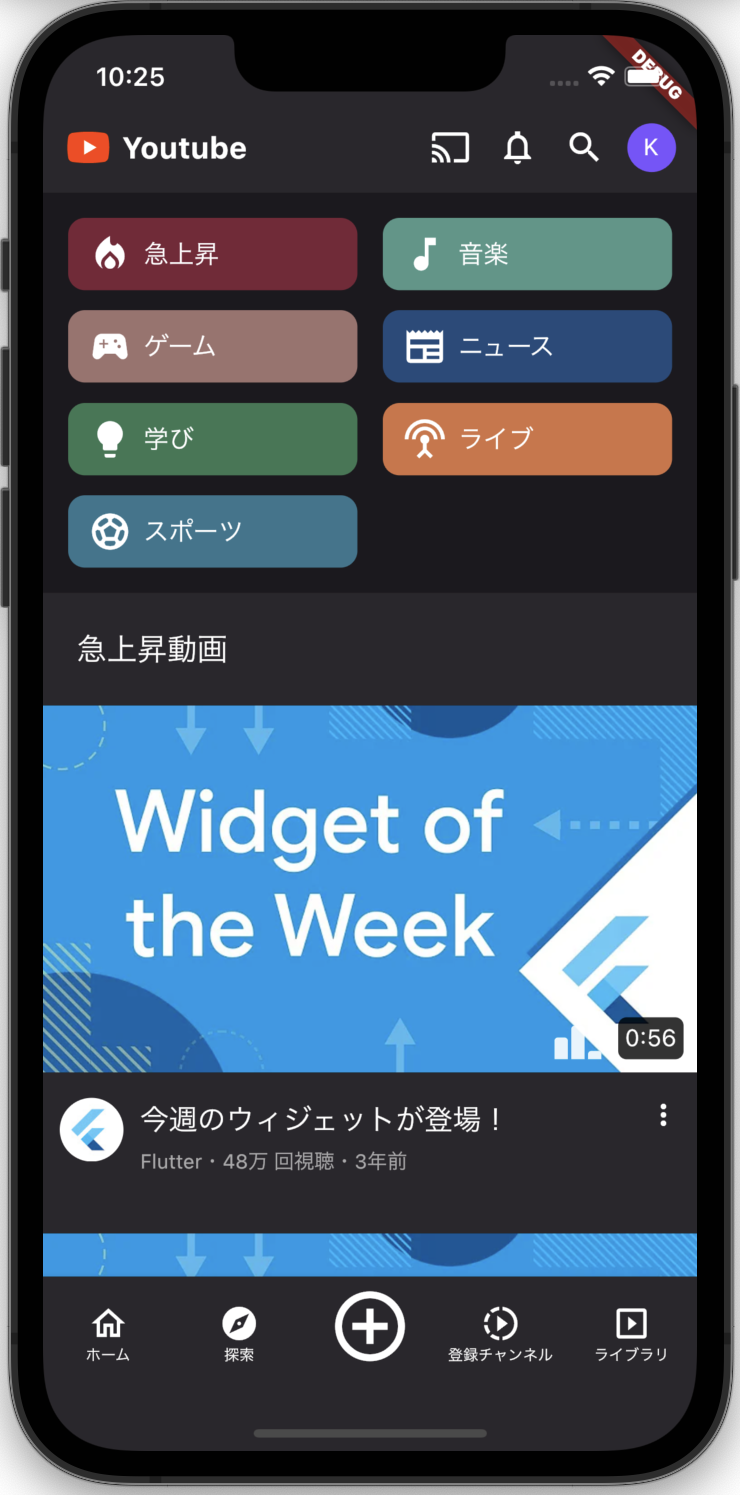 10:25
DEBUG
Youtube
K
急上昇
音楽
ゲーム
ニュース
学び
ライブ
スポーツ
急上昇動画
Widget of
the Week
0:56
今週のウィジェットが登場！
Flutter・48万 回視聴・3年前
ホーム
探索
登録チャンネル
ライブラリ